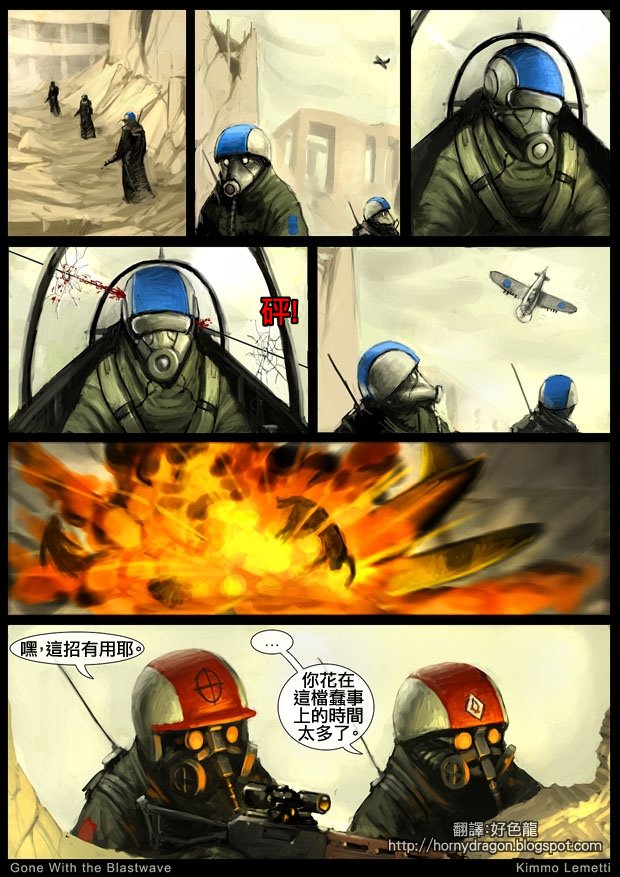 砰!
嘿,這招有用耶。
...
你花在
這檔蠢事
上的時間
太多了。
翻譯:好色龍
http://hornydragon.blogspot.com/
Gone With the Blastwave
Kimmo Lemetti